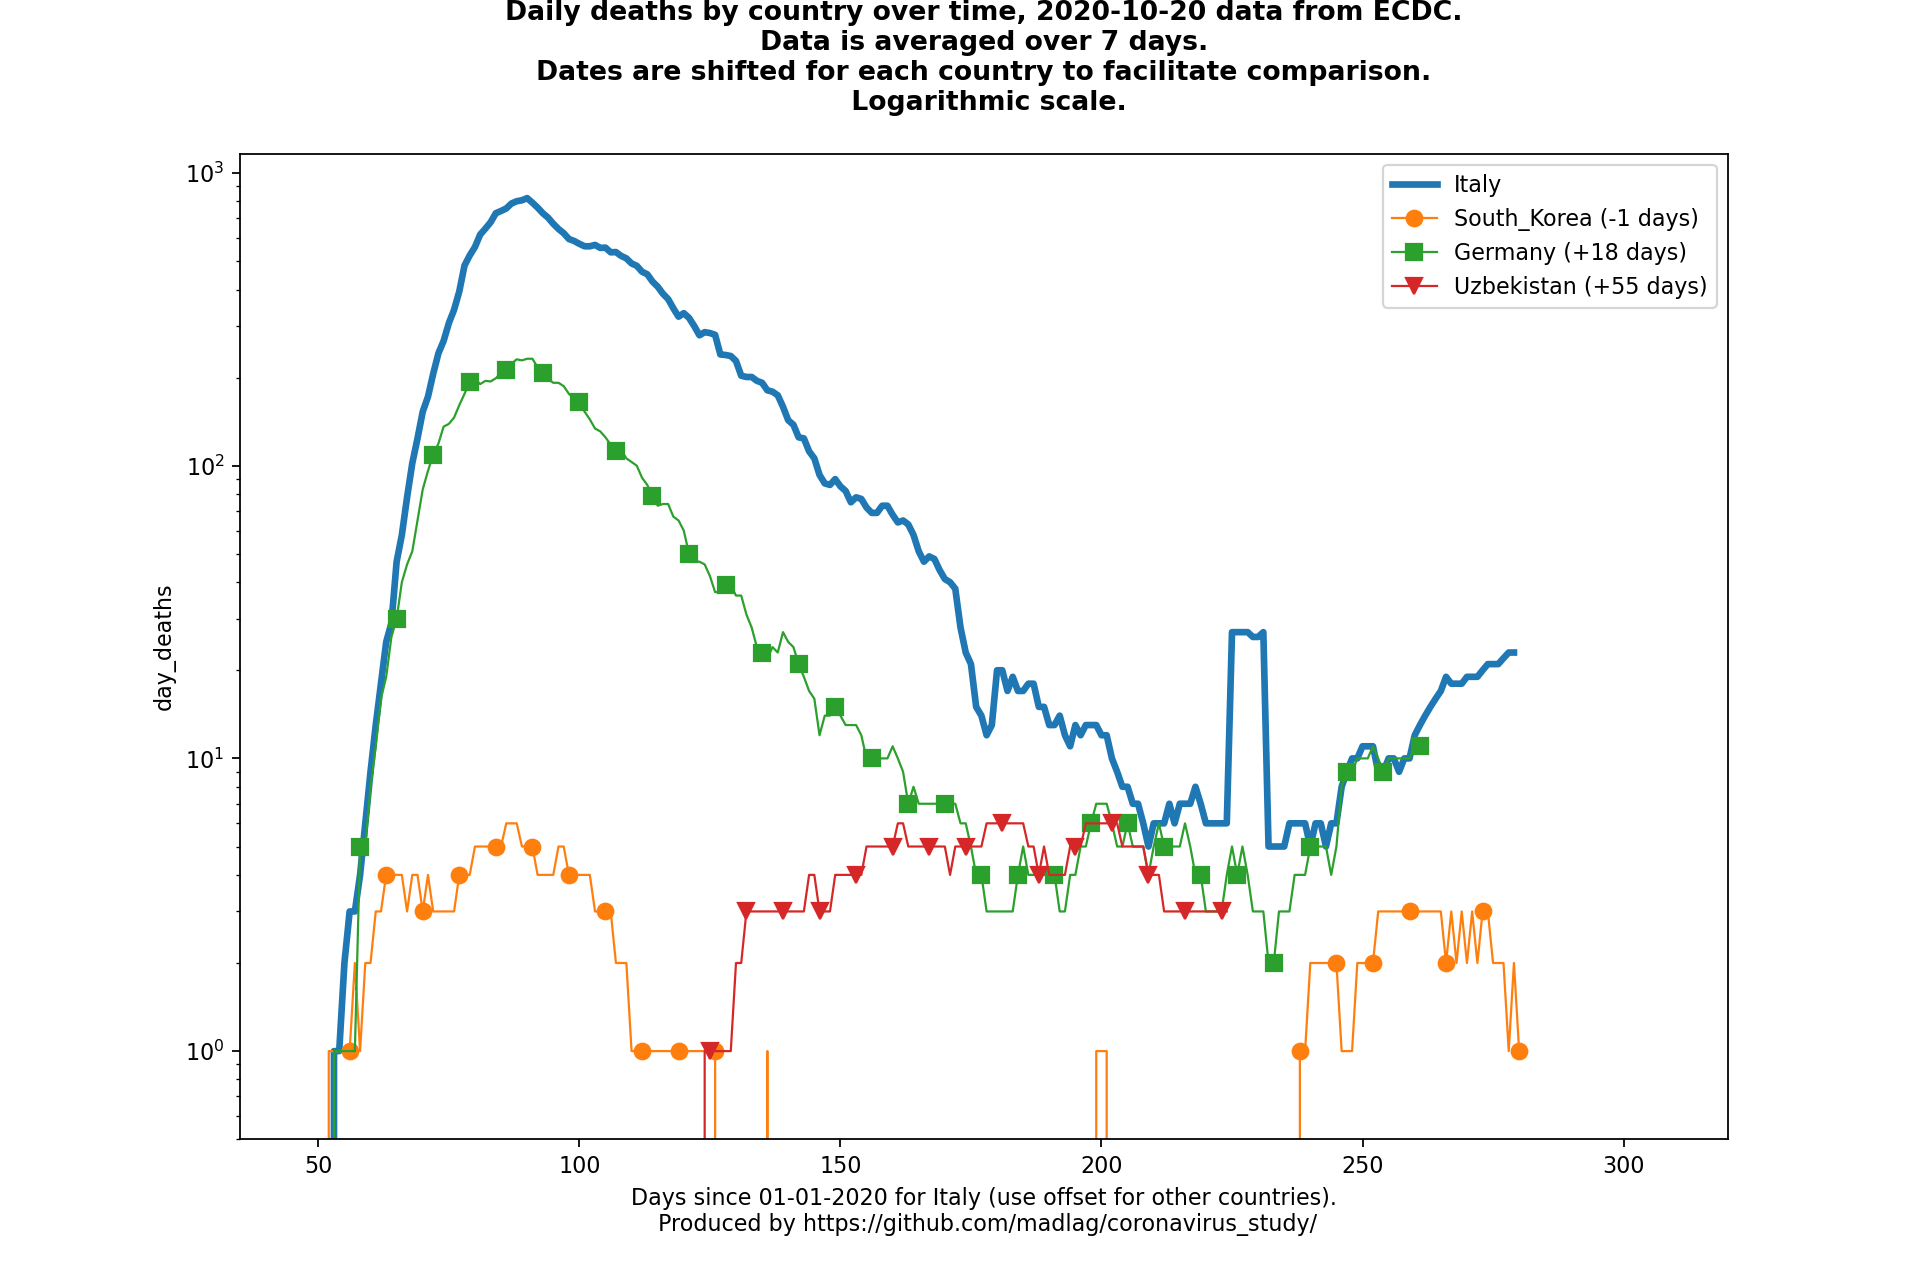 Daily deaths by country over time, 2020-10-20 data from ECDC.
Data is averaged over 7 days.
Dates are shifted for each country to facilitate comparison.
Logarithmic scale.
10³
10²
10¹
10⁰
day_deaths
Italy
South_Korea (-1 days)
Germany (+18 days)
Uzbekistan (+55 days)
50 100 150 200 250 300
Days since 01-01-2020 for Italy (use offset for other countries).
Produced by https://github.com/madlag/coronavirus_study/